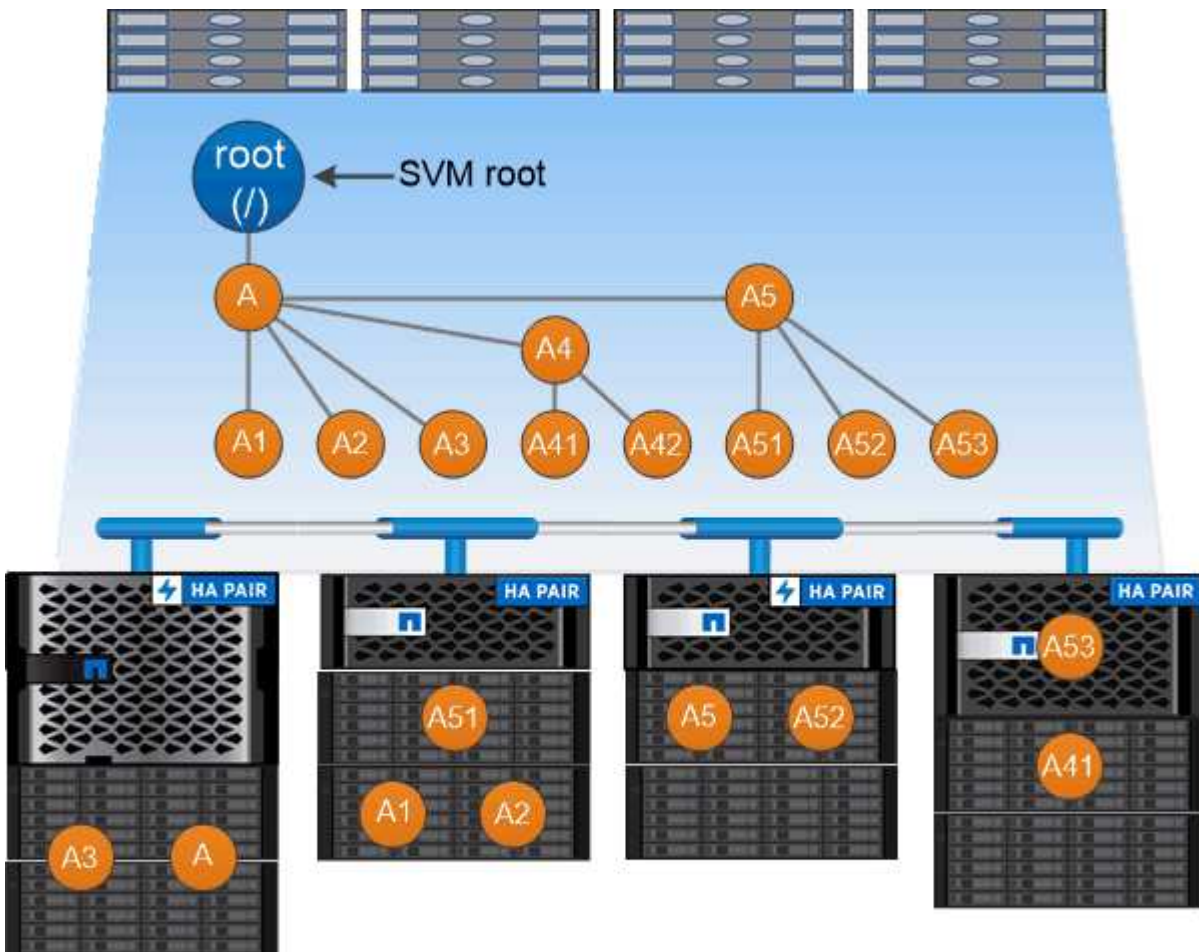 root
(/)
SVM root
A
A5
A4
A1
A2
A3
A41
A42
A51
A52
A53
HA PAIR
HA PAIR
HA PAIR
HA PAIR
A53
A51
A5
A52
A41
A1
A2
A3
A